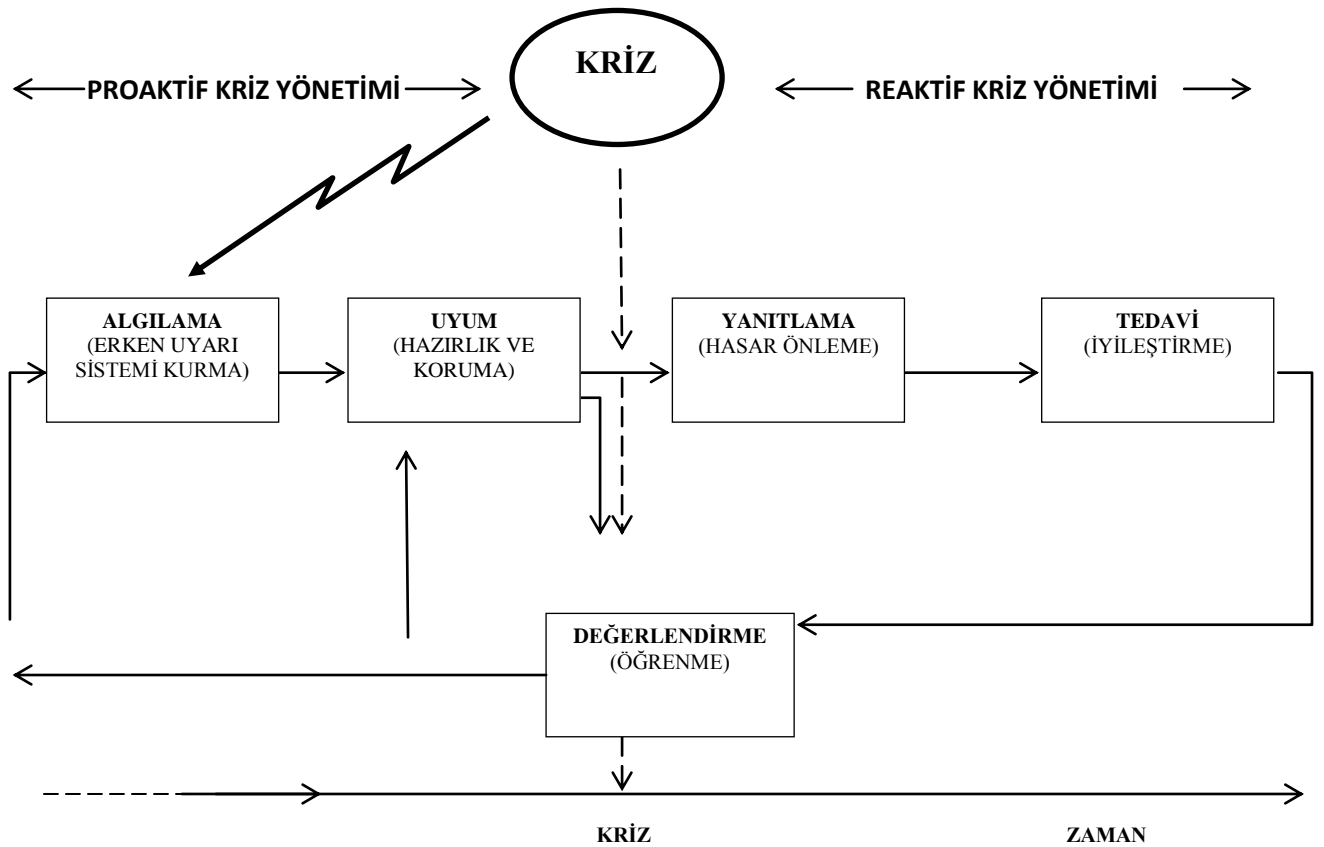 KRİZ
PROAKTİF KRİZ YÖNETİMİ
REAKTİF KRİZ YÖNETİMİ
ALGILAMA
(ERKEN UYARI
SİSTEMİ KURMA)
UYUM
(HAZIRLIK VE
KORUMA)
YANITLAMA
(HASAR ÖNLEME)
TEDAVİ
(İYİLEŞTİRME)
DEĞERLENDİRME
(ÖĞRENME)
KRİZ
ZAMAN